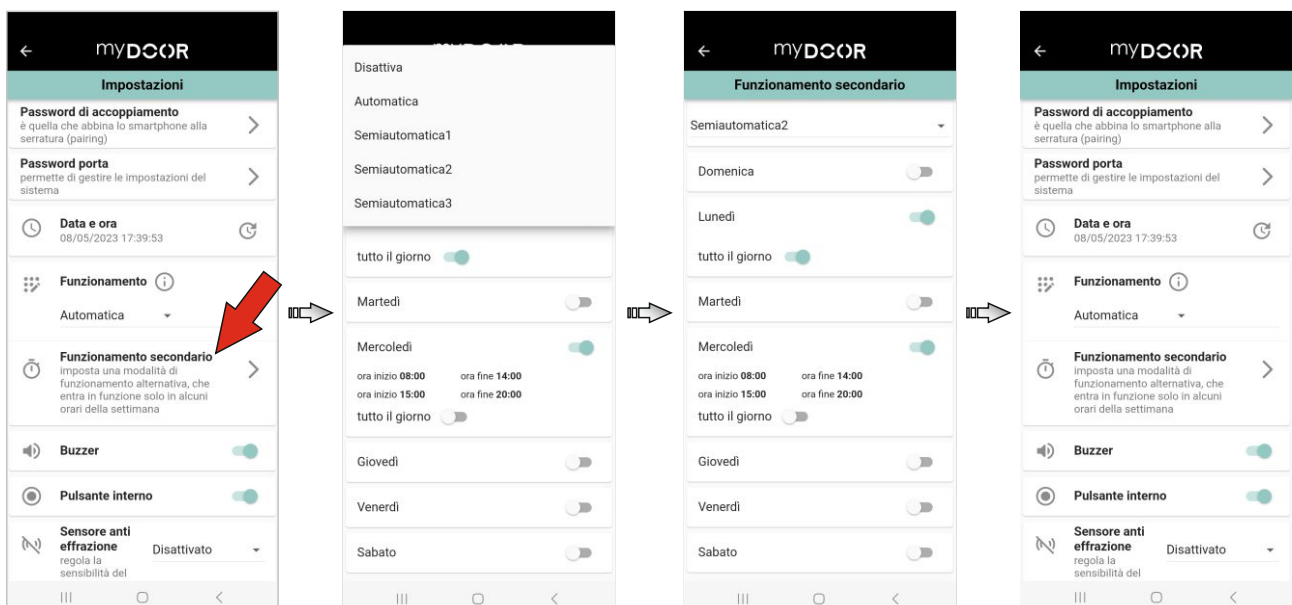 myDOOR
Impostazioni
Password di accoppiamento
è quella che abbina lo smartphone alla
serratura (pairing)
Password porta
permette di gestire le impostazioni del
sistema
Data e ora
08/05/2023 17:39:53
Funzionamento
Automatica
Funzionamento secondario
imposta una modalità di
funzionamento alternativa, che
entra in funzione solo in alcuni
orari della settimana
Buzzer
Pulsante interno
Sensore anti
effrazione
Disattivato
regola la
sensibilità del
Disattiva
Automatica
Semiautomatica1
Semiautomatica2
Semiautomatica3
tutto il giorno
Martedì
Mercoledì
ora inizio 08:00 ora fine 14:00
ora inizio 15:00 ora fine 20:00
tutto il giorno
Giovedì
Venerdì
Sabato
myDOOR
Funzionamento secondario
Semiautomatica2
Domenica
Lunedì
tutto il giorno
Martedì
Mercoledì
ora inizio 08:00 ora fine 14:00
ora inizio 15:00 ora fine 20:00
tutto il giorno
Giovedì
Venerdì
Sabato
myDOOR
Impostazioni
Password di accoppiamento
è quella che abbina lo smartphone alla
serratura (pairing)
Password porta
permette di gestire le impostazioni del
sistema
Data e ora
08/05/2023 17:39:53
Funzionamento
Automatica
Funzionamento secondario
imposta una modalità di
funzionamento alternativa, che
entra in funzione solo in alcuni
orari della settimana
Buzzer
Pulsante interno
Sensore anti
effrazione
Disattivato
regola la
sensibilità del